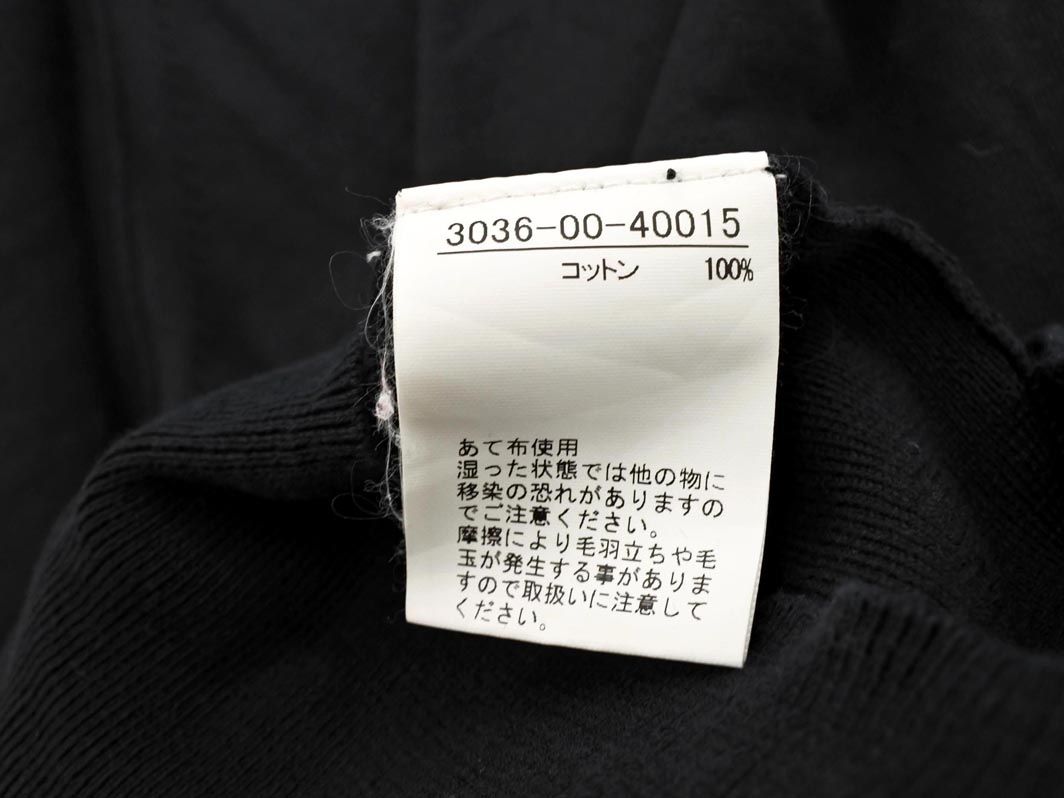 3036-00-40015
コットン 100%
あて布使用
湿った状態では他の物に
移染の恐れがありますの
でご注意ください。
摩擦により毛羽立ちや毛
玉が発生する事がありま
すので取扱いに注意して
ください。